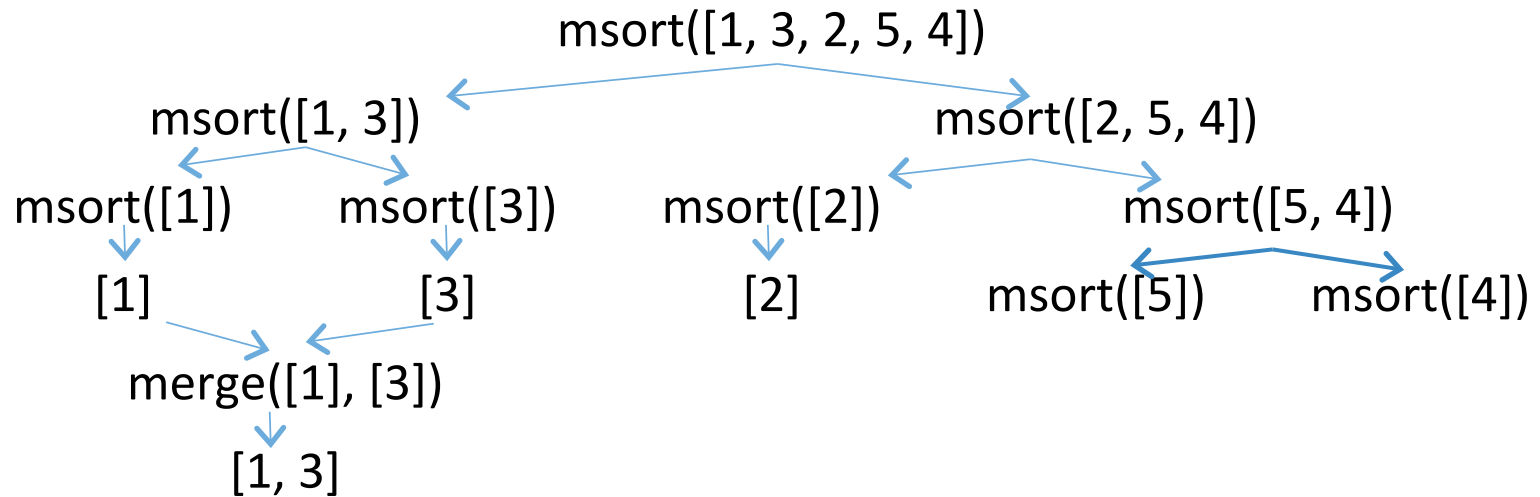 msort([1, 3, 2, 5, 4])
msort([1, 3]) msort([2, 5, 4])
msort([1]) msort([3]) msort([2]) msort([5, 4])
[1] [3] [2] msort([5]) msort([4])
merge([1], [3])
[1, 3]